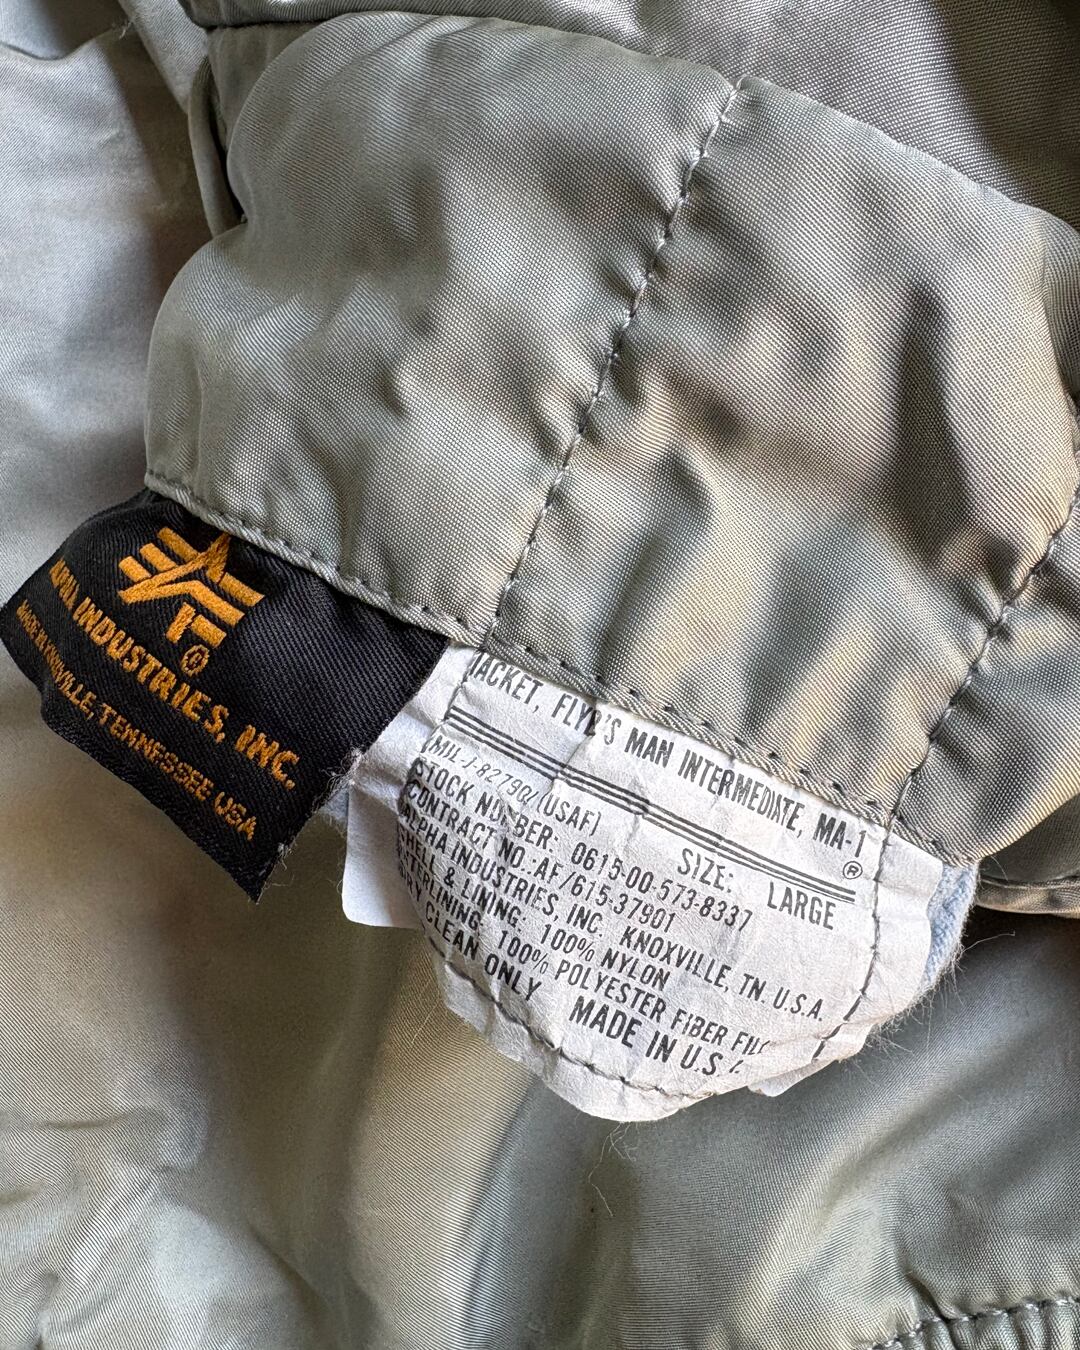 ALPHA INDUSTRIES, INC.
MADE IN KNOXVILLE, TENNESSEE USA
JACKET, FLYER'S MAN INTERMEDIATE, MA-1
®
SIZE: LARGE
MIL-J-8279 (USAF)
STOCK NUMBER: 0615-00-573-8337
CONTRACT NO.: AF/615-37901
ALPHA INDUSTRIES, INC. KNOXVILLE, TN. U.S.A.
SHELL & LINING: 100% NYLON
INTERLINING: 100% POLYESTER FIBER FILL
DRY CLEAN ONLY
MADE IN U.S.A.